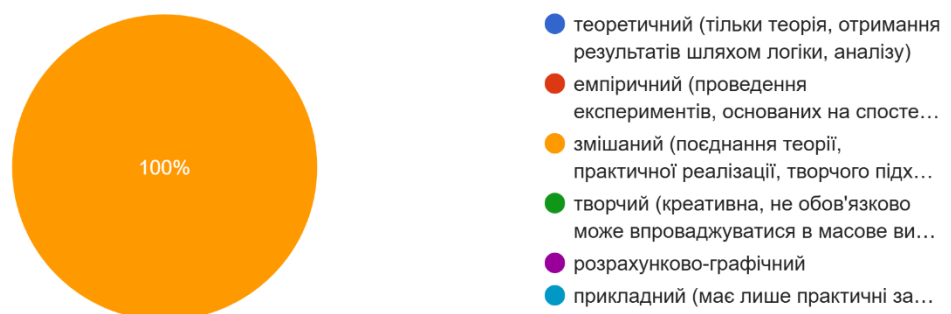 100%
теоретичний (тільки теорія, отримання
результатів шляхом логіки, аналізу)
емпіричний (проведення
експериментів, оснований на спосте…
змішаний (поєднання теорії,
практичної реалізації, творчого підх…
творчий (креативна, не обов'язково
може впроваджуватися в масове ви…
розрахунково-графічний
прикладний (має лише практичні за…